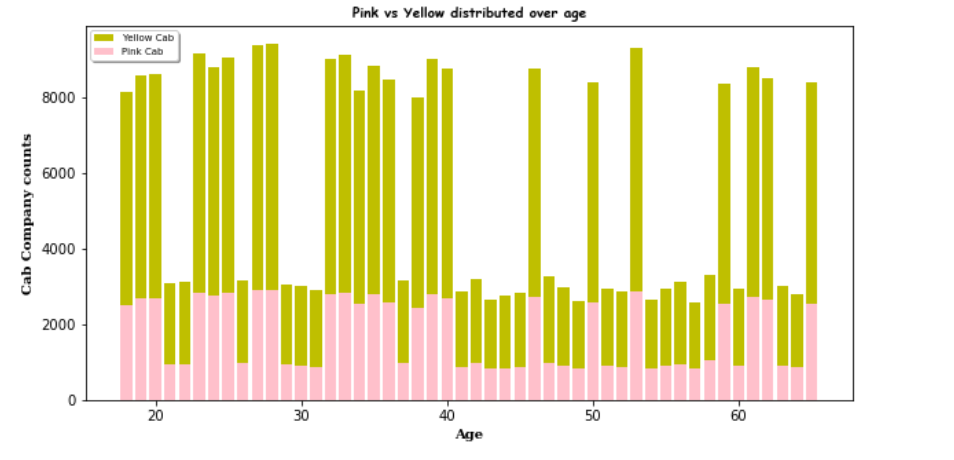 Pink vs Yellow distributed over age
Yellow Cab
Pink Cab
Cab Company counts
8000
6000
4000
2000
0
20 30 40 50 60
Age